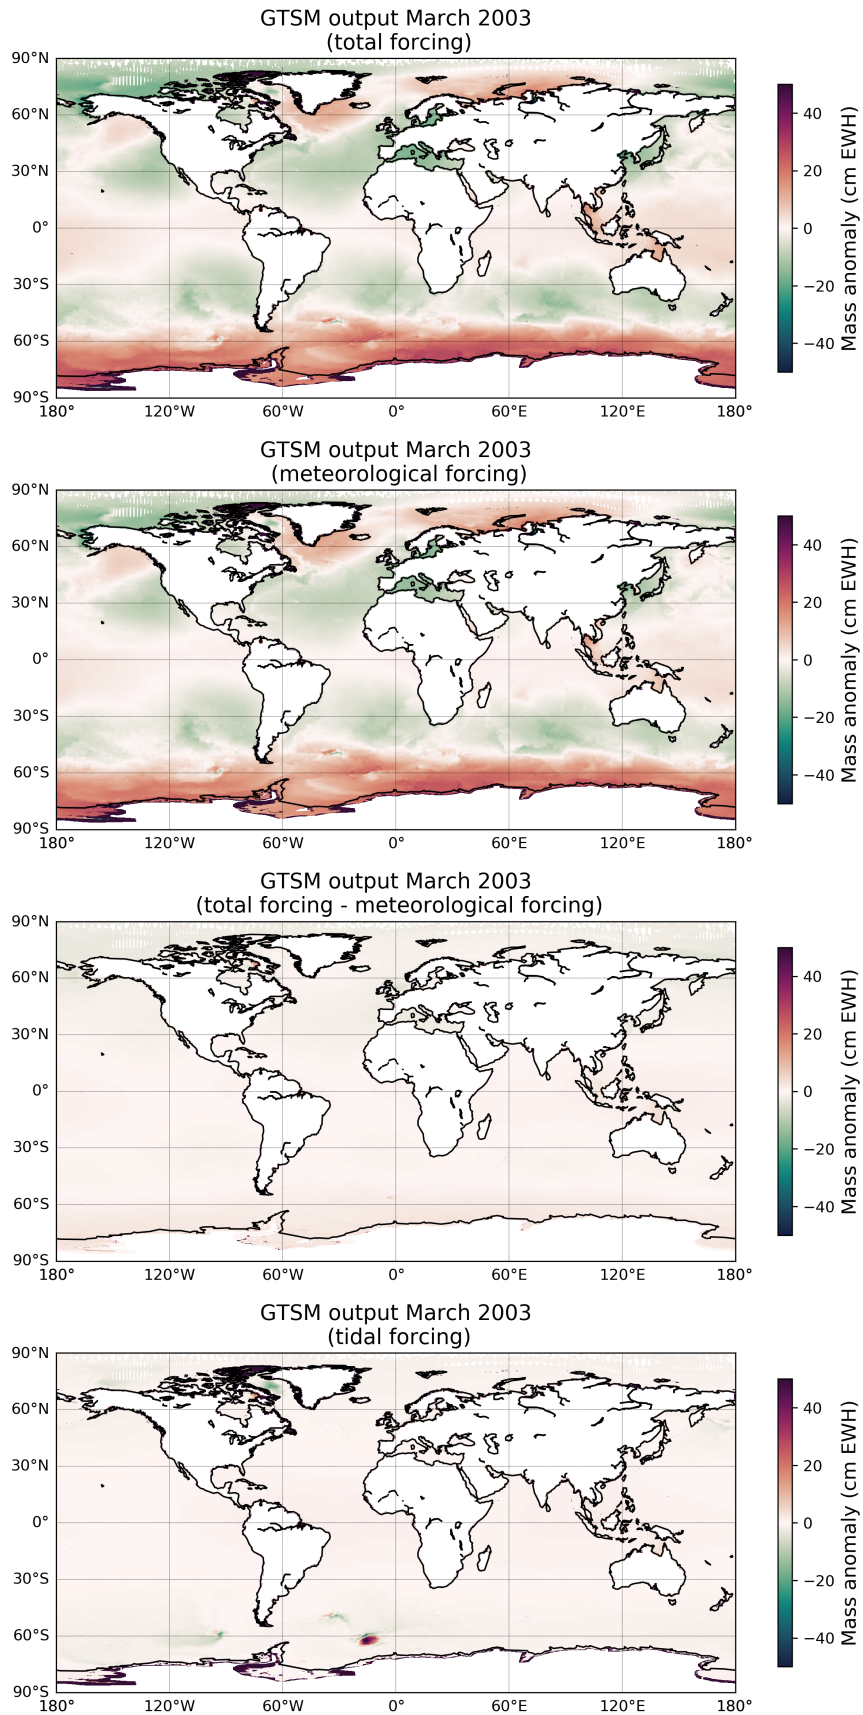 GTSM output March 2003
(total forcing)
90°N
60°N
30°N
0°
30°S
60°S
90°S
180°
120°W
60°W
0°
60°E
120°E
180°
40
20
0
−20
−40
Mass anomaly (cm EWH)
GTSM output March 2003
(meteorological forcing)
90°N
60°N
30°N
0°
30°S
60°S
90°S
180°
120°W
60°W
0°
60°E
120°E
180°
40
20
0
−20
−40
Mass anomaly (cm EWH)
GTSM output March 2003
(total forcing - meteorological forcing)
90°N
60°N
30°N
0°
30°S
60°S
90°S
180°
120°W
60°W
0°
60°E
120°E
180°
40
20
0
−20
−40
Mass anomaly (cm EWH)
GTSM output March 2003
(tidal forcing)
90°N
60°N
30°N
0°
30°S
60°S
90°S
180°
120°W
60°W
0°
60°E
120°E
180°
40
20
0
−20
−40
Mass anomaly (cm EWH)